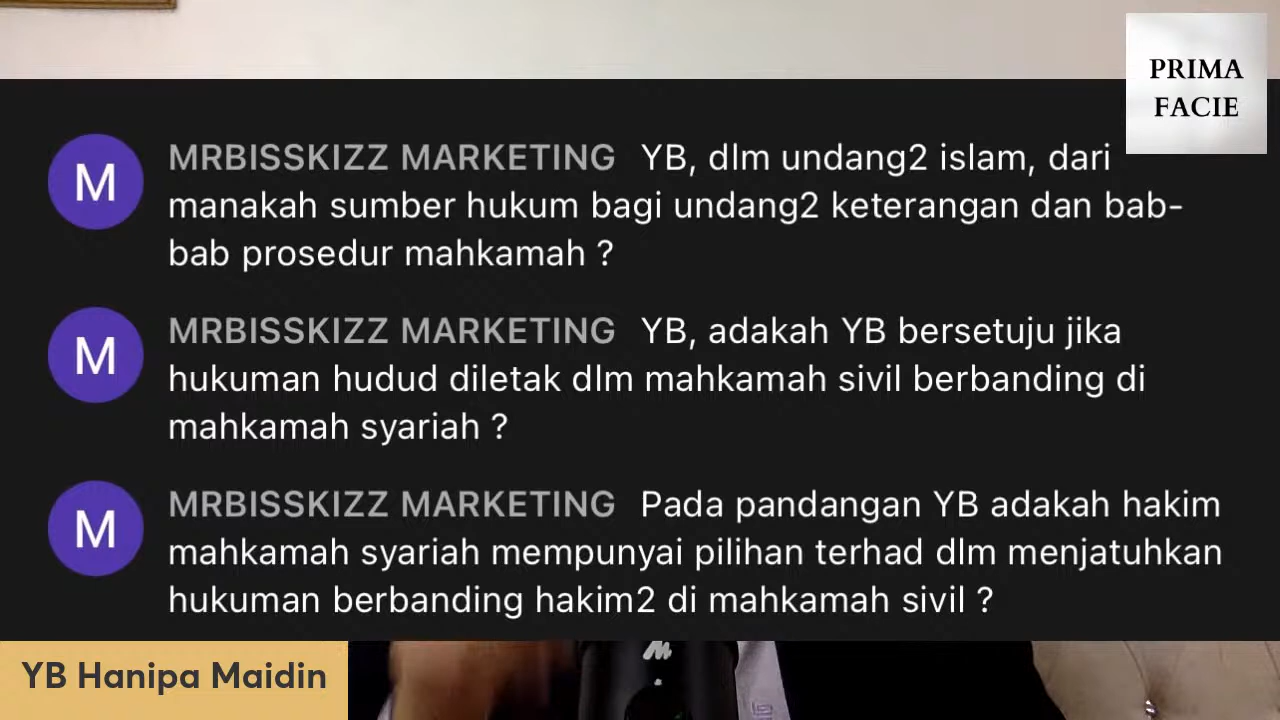 PRIMA
FACIE
MRBISSKIZZ MARKETING YB, dlm undang2 islam, dari
manakah sumber hukum bagi undang2 keterangan dan bab-
bab prosedur mahkamah ?
MRBISSKIZZ MARKETING YB, adakah YB bersetuju jika
hukuman hudud diletak dlm mahkamah sivil berbanding di
mahkamah syariah ?
MRBISSKIZZ MARKETING Pada pandangan YB adakah hakim
mahkamah syariah mempunyai pilihan terhad dlm menjatuhkan
hukuman berbanding hakim2 di mahkamah sivil ?
M
M
M
YB Hanipa Maidin